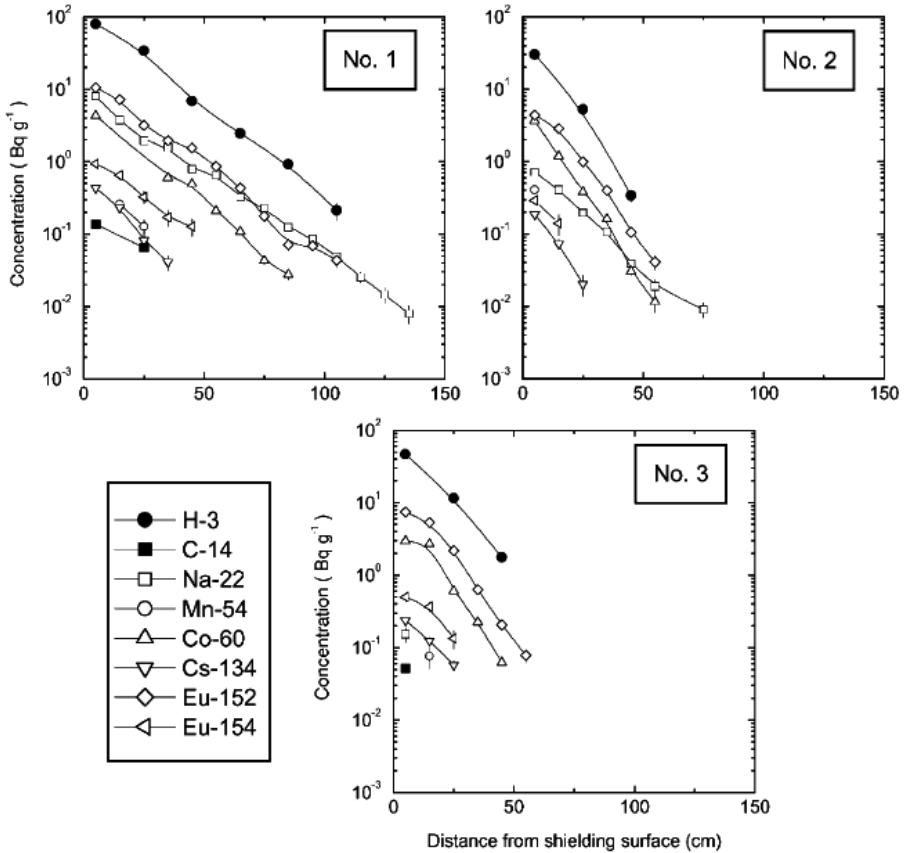 No. 1
10²
10¹
10⁰
10⁻¹
10⁻²
10⁻³
Concentration ( Bq g⁻¹ )
0
50
100
150
No. 2
10²
10¹
10⁰
10⁻¹
10⁻²
10⁻³
0
50
100
150
No. 3
10²
10¹
10⁰
10⁻¹
10⁻²
10⁻³
Concentration ( Bq g⁻¹ )
0
50
100
150
Distance from shielding surface (cm)
H-3
C-14
Na-22
Mn-54
Co-60
Cs-134
Eu-152
Eu-154